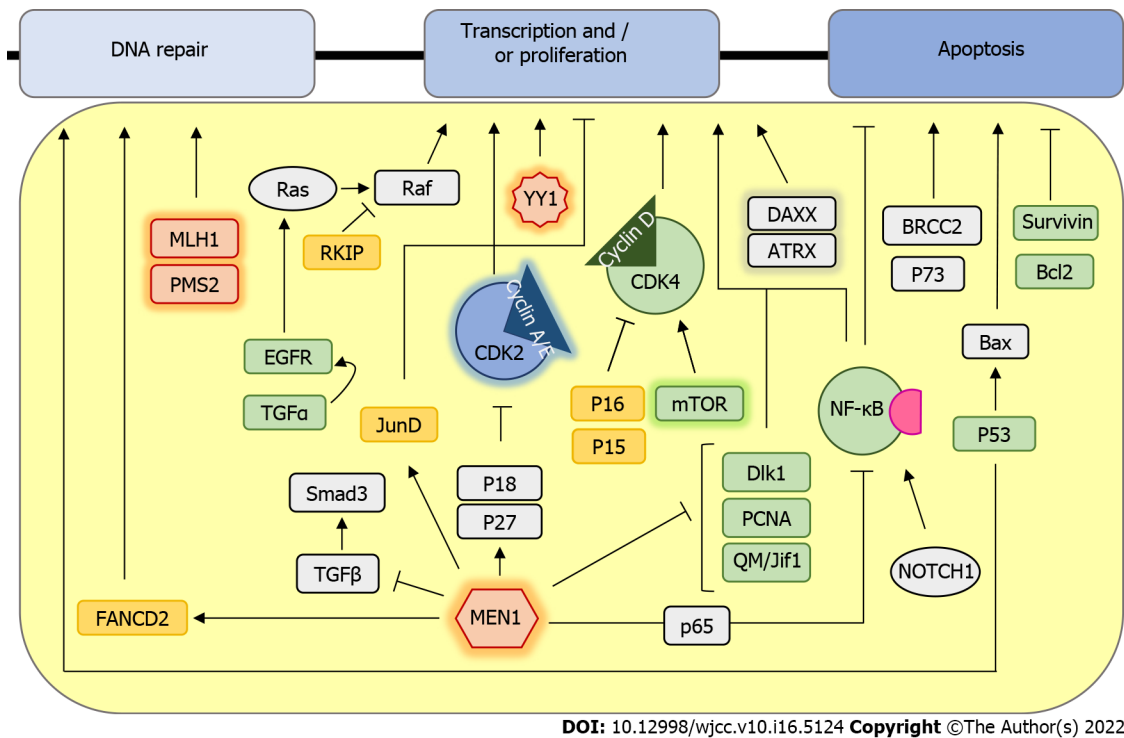 DNA repair
Transcription and /
or proliferation
Apoptosis
Ras
Raf
YY1
RKIP
MLH1
PMS2
Cyclin D
CDK4
DAXX
ATRX
BRCC2
P73
Survivin
Bcl2
Cyclin A/E
CDK2
EGFR
TGFα
JunD
P16
P15
mTOR
NF-κB
Bax
P53
Smad3
TGFβ
P18
P27
Dlk1
PCNA
QM/Jif1
NOTCH1
FANCD2
MEN1
p65
DOI: 10.12998/wjcc.v10.i16.5124 Copyright ©The Author(s) 2022